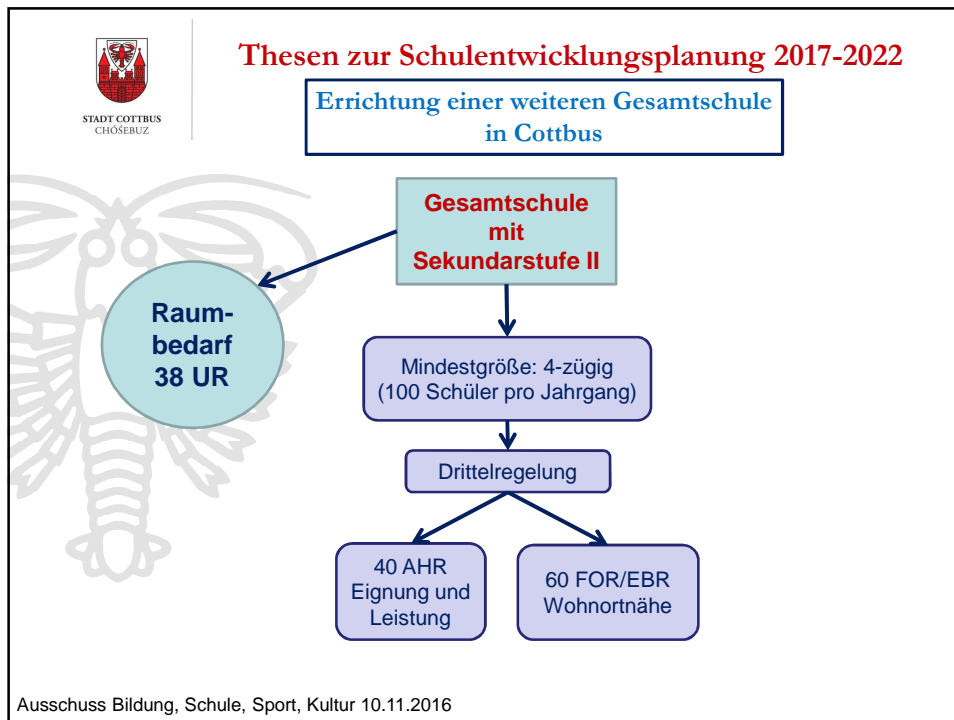 STADT COTTBUS
CHÓŚEBUZ
Thesen zur Schulentwicklungsplanung 2017-2022
Errichtung einer weiteren Gesamtschule
in Cottbus
Gesamtschule
mit
Sekundarstufe II
Raum-
bedarf
38 UR
Mindestgröße: 4-zügig
(100 Schüler pro Jahrgang)
Drittelregelung
40 AHR
Eignung und
Leistung
60 FOR/EBR
Wohnortnähe
Ausschuss Bildung, Schule, Sport, Kultur 10.11.2016